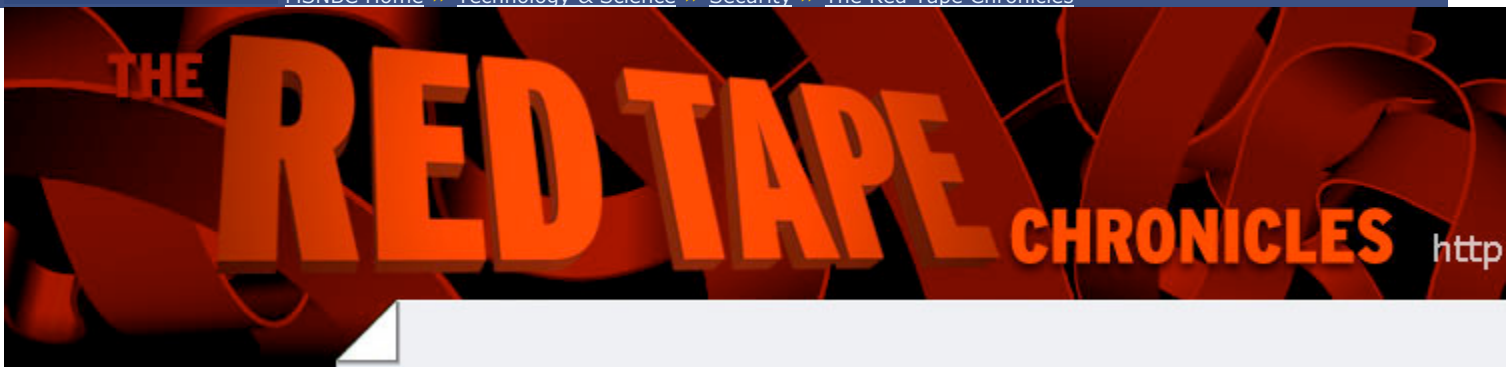 MSNBC Home » Technology & Science » Security » The Red Tape Chronicles
THE RED TAPE CHRONICLES
http